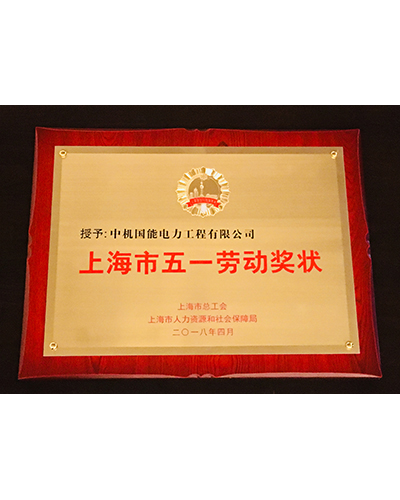 授予:中机国能电力工程有限公司
上海市五一劳动奖状
上海市总工会
上海市人力资源和社会保障局
二〇一八年四月